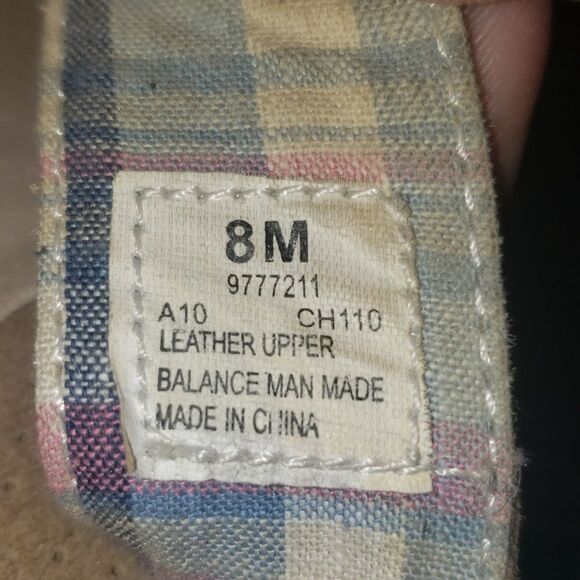 8M
9777211
A10 CH110
LEATHER UPPER
BALANCE MAN MADE
MADE IN CHINA